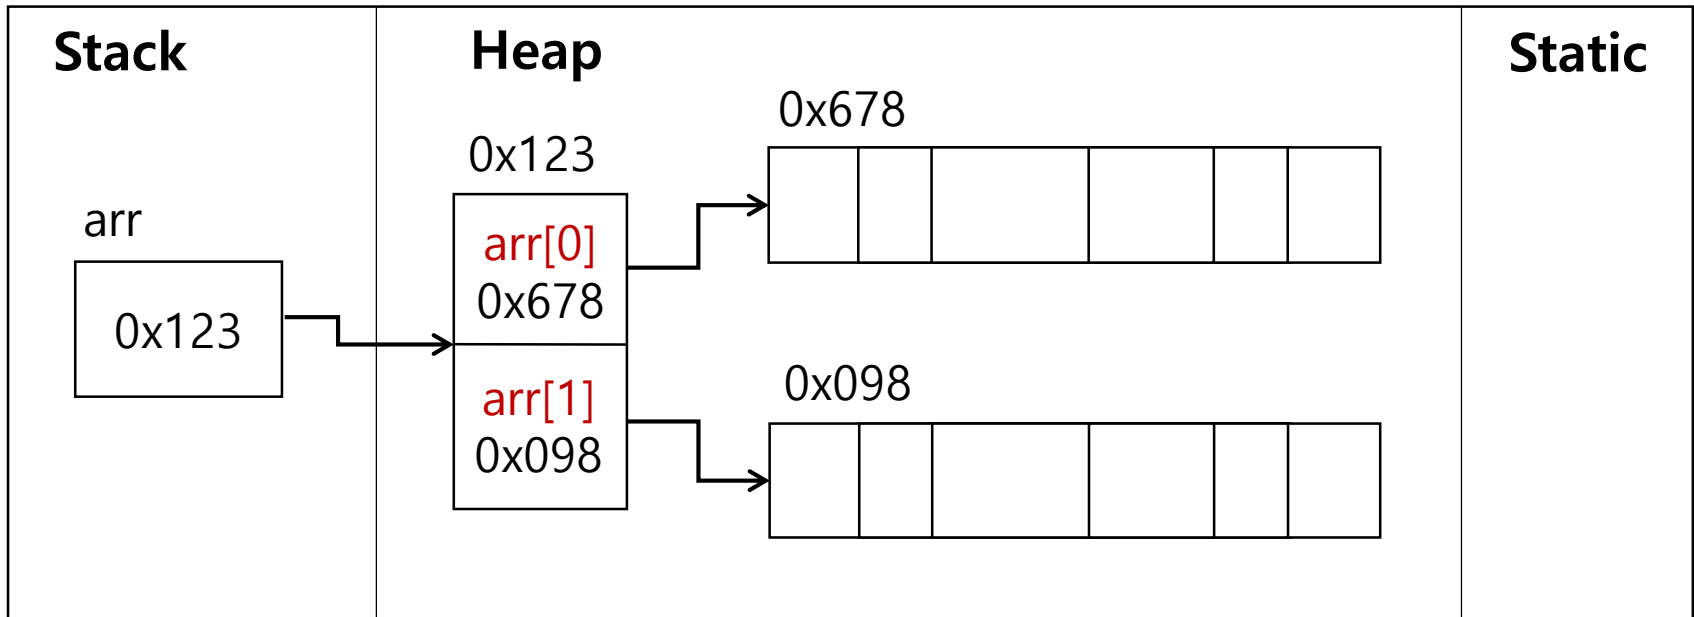 Stack
Heap
Static
arr
0x123
0x123
arr[0]
0x678
arr[1]
0x098
0x678
0x098